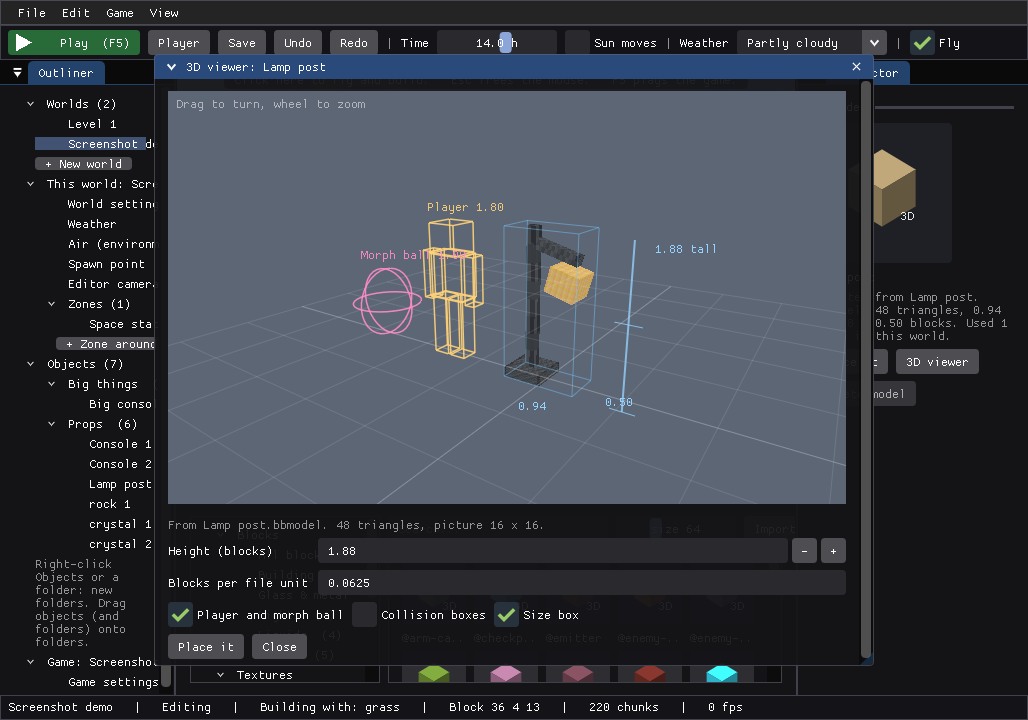 File Edit Game View
Play (F5) Player Save Undo Redo | Time 14.0 h Sun moves | Weather Partly cloudy | Fly
Outliner
3D viewer: Lamp post
Drag to turn, wheel to zoom
Worlds (2)
Level 1
Screenshot de
+ New world
This world: Scre
World setting
Weather
Air (environm
Spawn point
Editor camera
Zones (1)
Space sta
+ Zone around
Objects (7)
Big things
Big conso
Props (6)
Console 1
Console 2
Lamp post
rock 1
crystal 1
crystal 2
Right-click
Objects or a
folder: new
folders. Drag
objects (and
folders) onto
folders.
Game: Screenshot
Game settings
Player 1.80
Morph ball
1.88 tall
0.94
0.50
From Lamp post.bbmodel. 48 triangles, picture 16 x 16.
Height (blocks) 1.88 - +
Blocks per file unit 0.0625
Player and morph ball Collision boxes Size box
Place it Close
Textures
ctor
3D
from Lamp post.
48 triangles, 0.94
0.50 blocks. Used 1
this world.
t 3D viewer
model
Screenshot demo | Editing | Building with: grass | Block 36 4 13 | 220 chunks | 0 fps